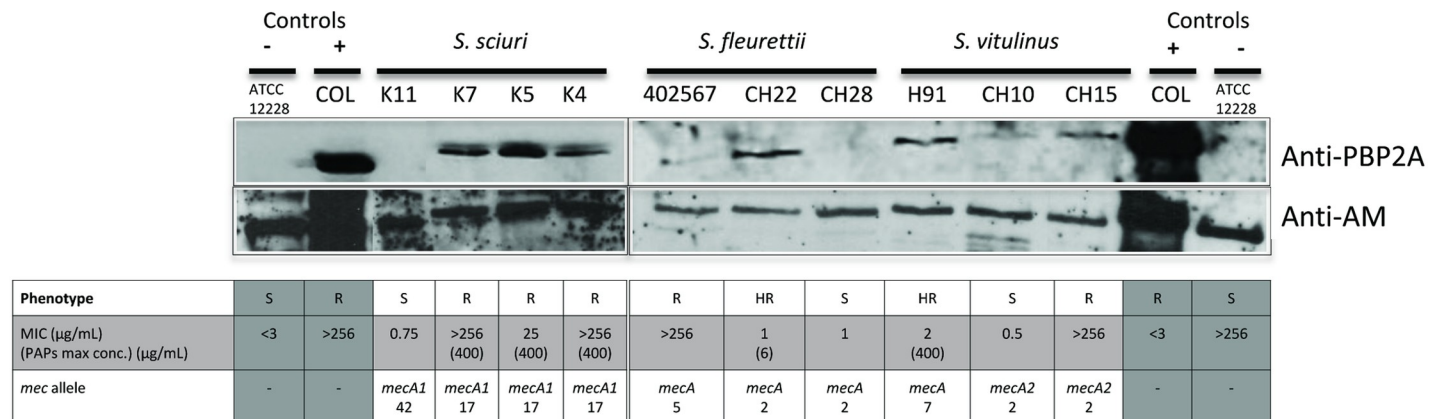 Controls Controls
- + S. sciuri S. fleurettii S. vitulinus + -
ATCC 12228 COL K11 K7 K5 K4 402567 CH22 CH28 H91 CH10 CH15 COL ATCC 12228
Anti-PBP2A
Anti-AM
Phenotype S R S R R R R HR S HR S R R S
MIC (µg/mL) <3 >256 0.75 >256 25 >256 >256 1 1 2 0.5 >256 <3 >256
(PAPs max conc.) (µg/mL) (400) (400) (400) (6) (400)
mec allele - - mecA1 mecA1 mecA1 mecA1 mecA mecA mecA mecA mecA2 mecA2 - -
42 17 17 17 5 2 2 7 2 2